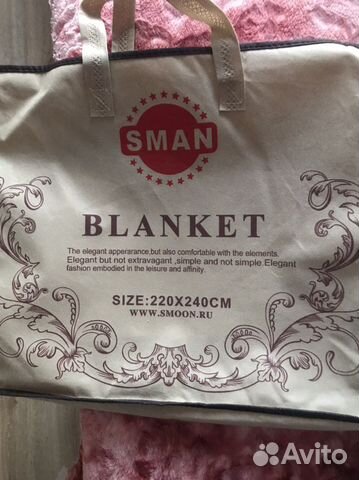 SMAN
BLANKET
The elegant apperarance,but also comfortable with the elements.
Elegant but not extravagant ,simple and not simple.Elegant
fashion embodied in the leisure and affinity.
SIZE:220X240CM
WWW.SMOON.RU
Avito